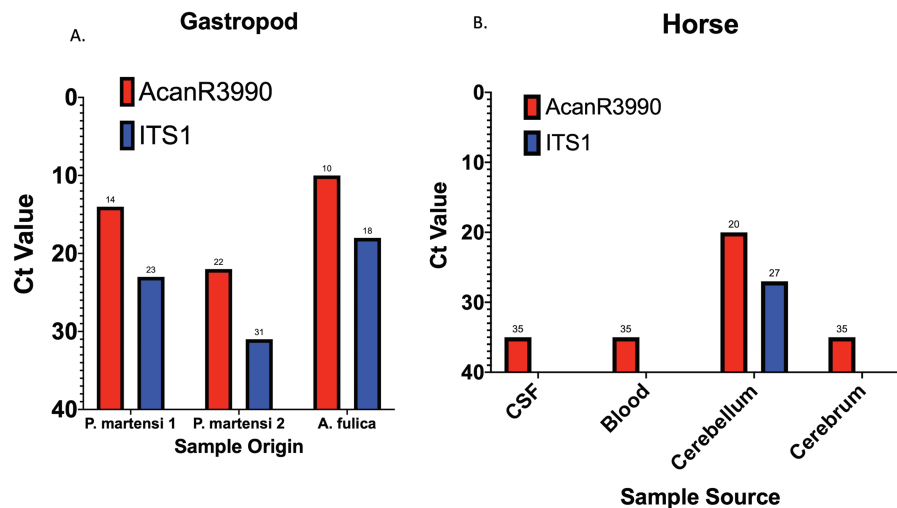 A.
Gastropod
AcanR3990
ITS1
Ct Value
0
10
20
30
40
14
23
22
31
10
18
P. martensi 1
P. martensi 2
A. fulica
Sample Origin
B.
Horse
AcanR3990
ITS1
Ct Value
0
10
20
30
40
35
35
20
27
35
CSF
Blood
Cerebellum
Cerebrum
Sample Source